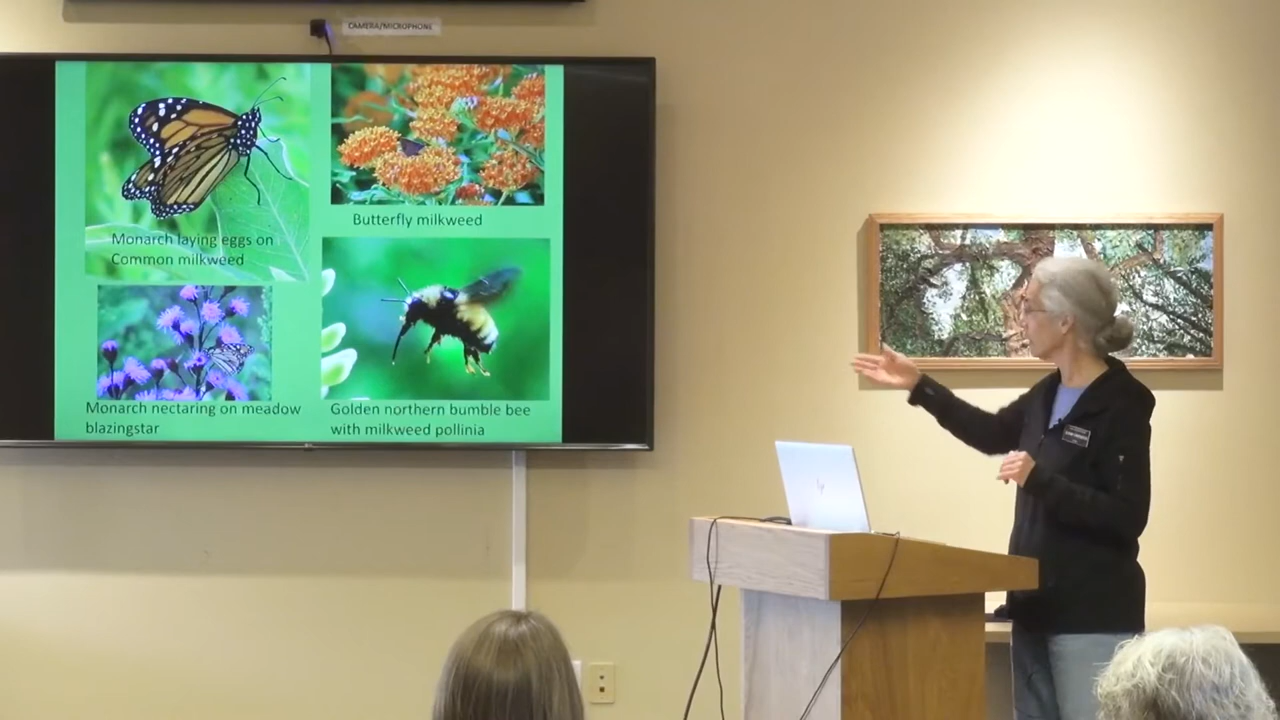 CAMERA/MICROPHONE
Monarch laying eggs on
Common milkweed
Butterfly milkweed
Monarch nectaring on meadow
blazingstar
Golden northern bumble bee
with milkweed pollinia
hp